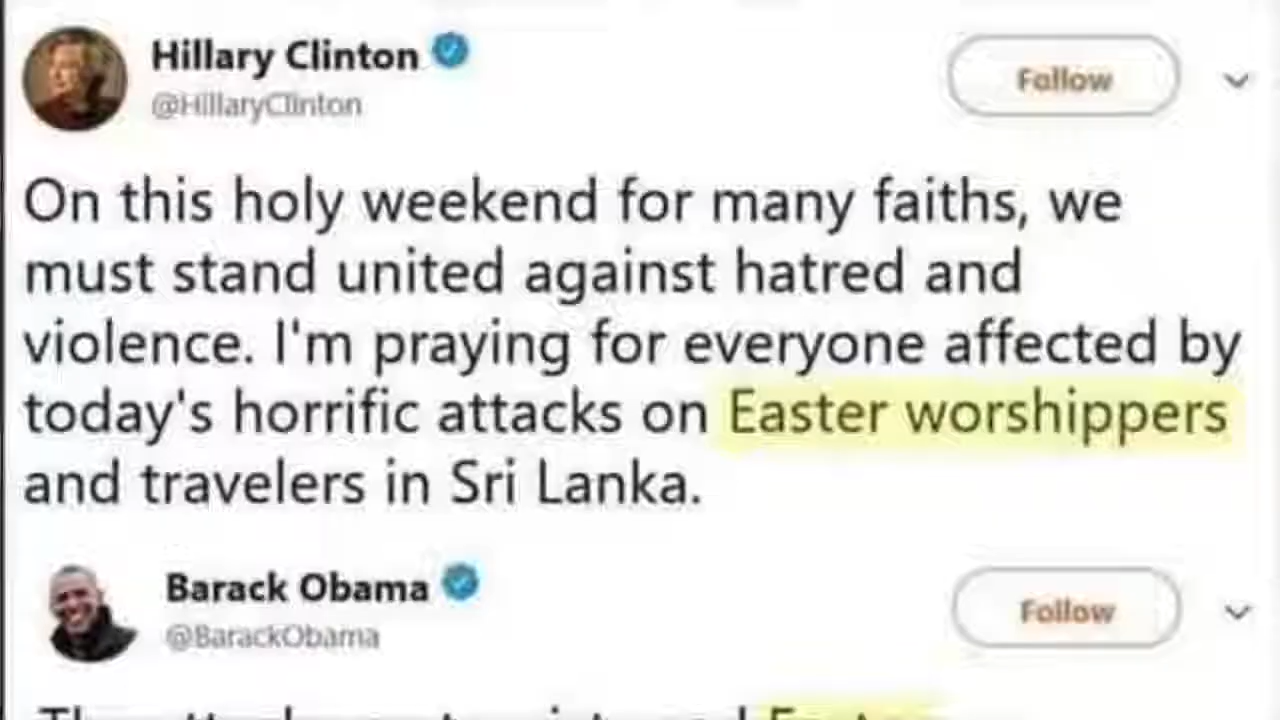 Hillary Clinton
@HillaryClinton
Follow
On this holy weekend for many faiths, we
must stand united against hatred and
violence. I'm praying for everyone affected by
today's horrific attacks on Easter worshippers
and travelers in Sri Lanka.
Barack Obama
@BarackObama
Follow